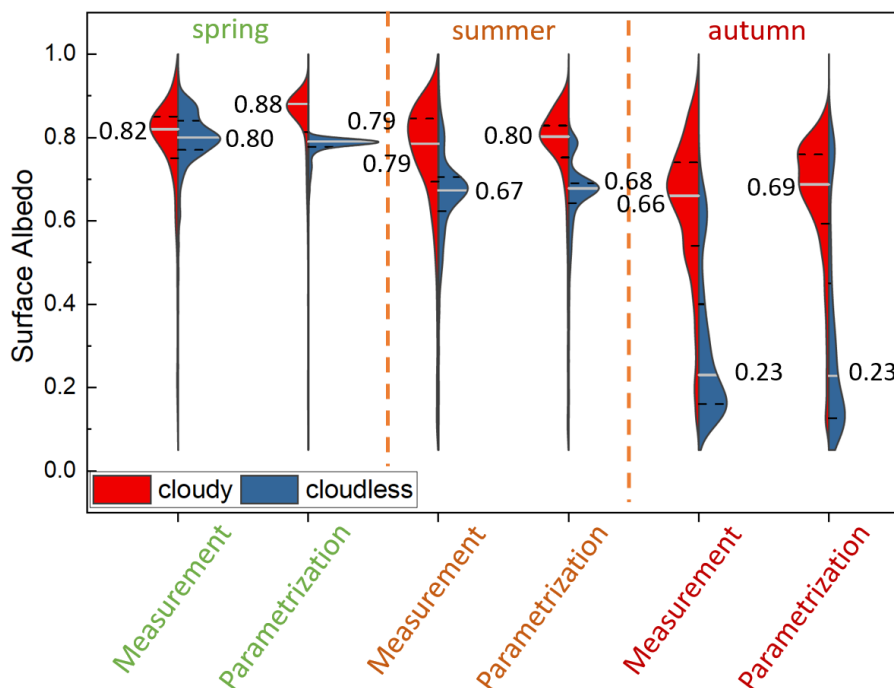 spring
summer
autumn
1.0
0.8
0.6
0.4
0.2
0.0
Surface Albedo
0.82
0.80
0.88
0.79
0.79
0.67
0.80
0.68
0.66
0.23
0.69
0.23
cloudy
cloudless
Measurement
Parametrization
Measurement
Parametrization
Measurement
Parametrization